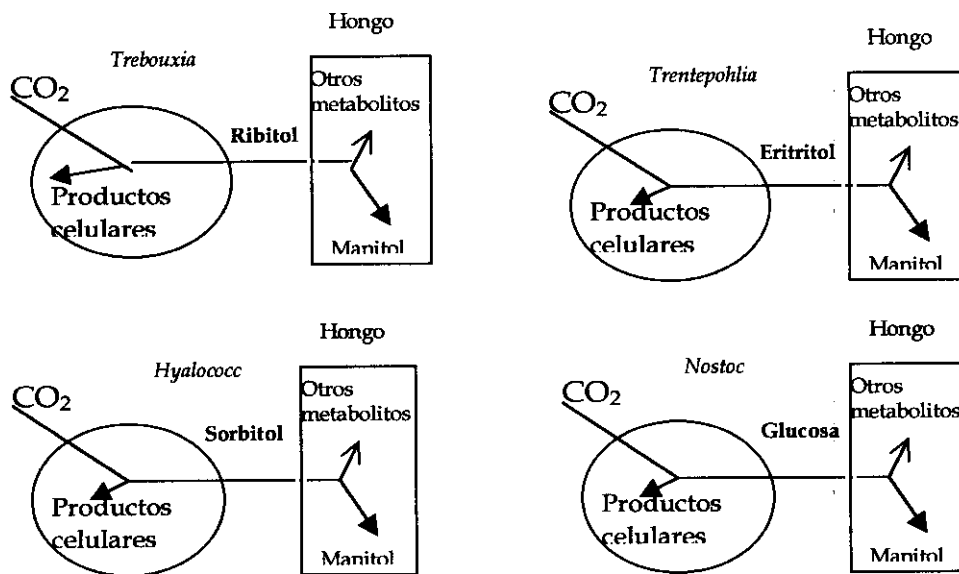 Hongo
Trebouxia
CO₂
Otros
metabolitos
Ribitol
Productos
celulares
Manitol
Hongo
Trentepohlia
CO₂
Otros
metabolitos
Eritritol
Productos
celulares
Manitol
Hongo
Hyalococc
CO₂
Otros
metabolitos
Sorbitol
Productos
celulares
Manitol
Hongo
Nostoc
CO₂
Otros
metabolitos
Glucosa
Productos
celulares
Manitol